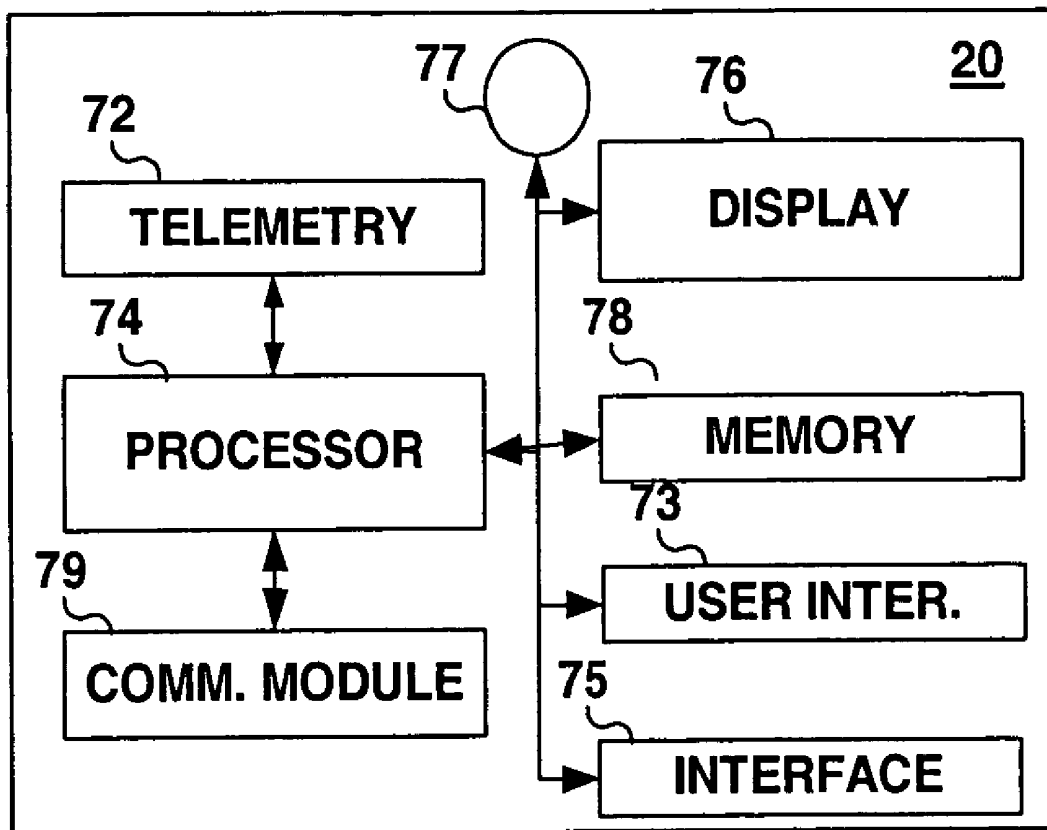 77
20
76
72
DISPLAY
TELEMETRY
74
78
PROCESSOR
MEMORY
73
79
USER INTER.
COMM. MODULE
75
INTERFACE